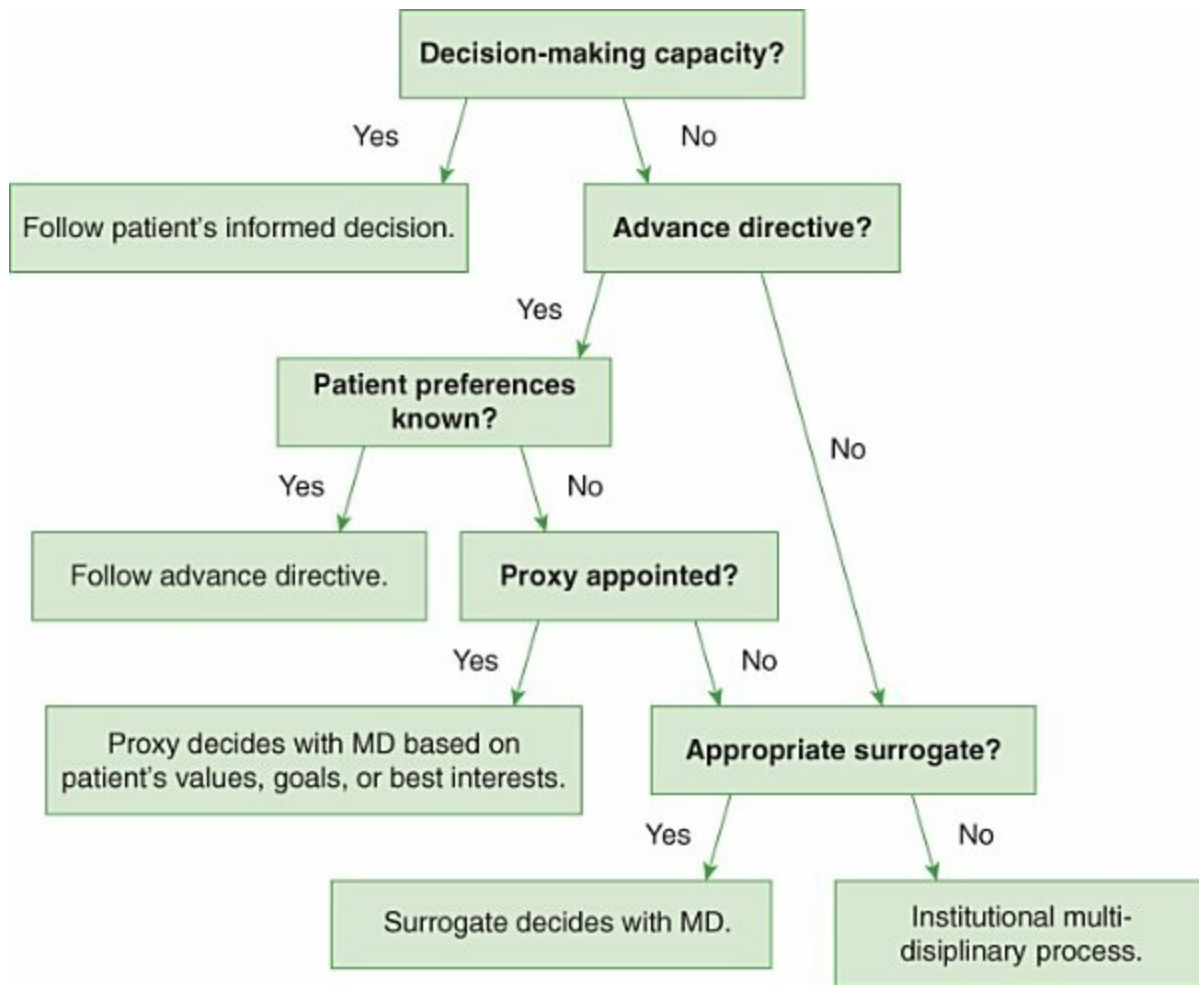 Decision-making capacity?
Yes
No
Follow patient's informed decision.
Advance directive?
Yes
No
Patient preferences
known?
Yes
No
Follow advance directive.
Proxy appointed?
Yes
No
Proxy decides with MD based on
patient's values, goals, or best interests.
Appropriate surrogate?
Yes
No
Surrogate decides with MD.
Institutional multi-
disiplinary process.